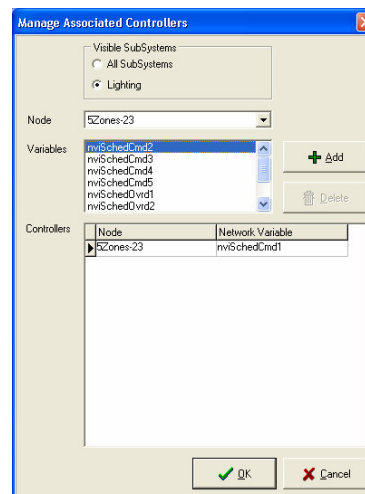 Manage Associated Controllers
Visible SubSystems
All SubSystems
Lighting
Node
5Zones-23
Variables
nviSchedCmd2
nviSchedCmd3
nviSchedCmd4
nviSchedCmd5
nviSchedOvrd1
nviSchedOvrd2
Add
Delete
Controllers
Node Network Variable
5Zones-23 nviSchedCmd1
OK Cancel